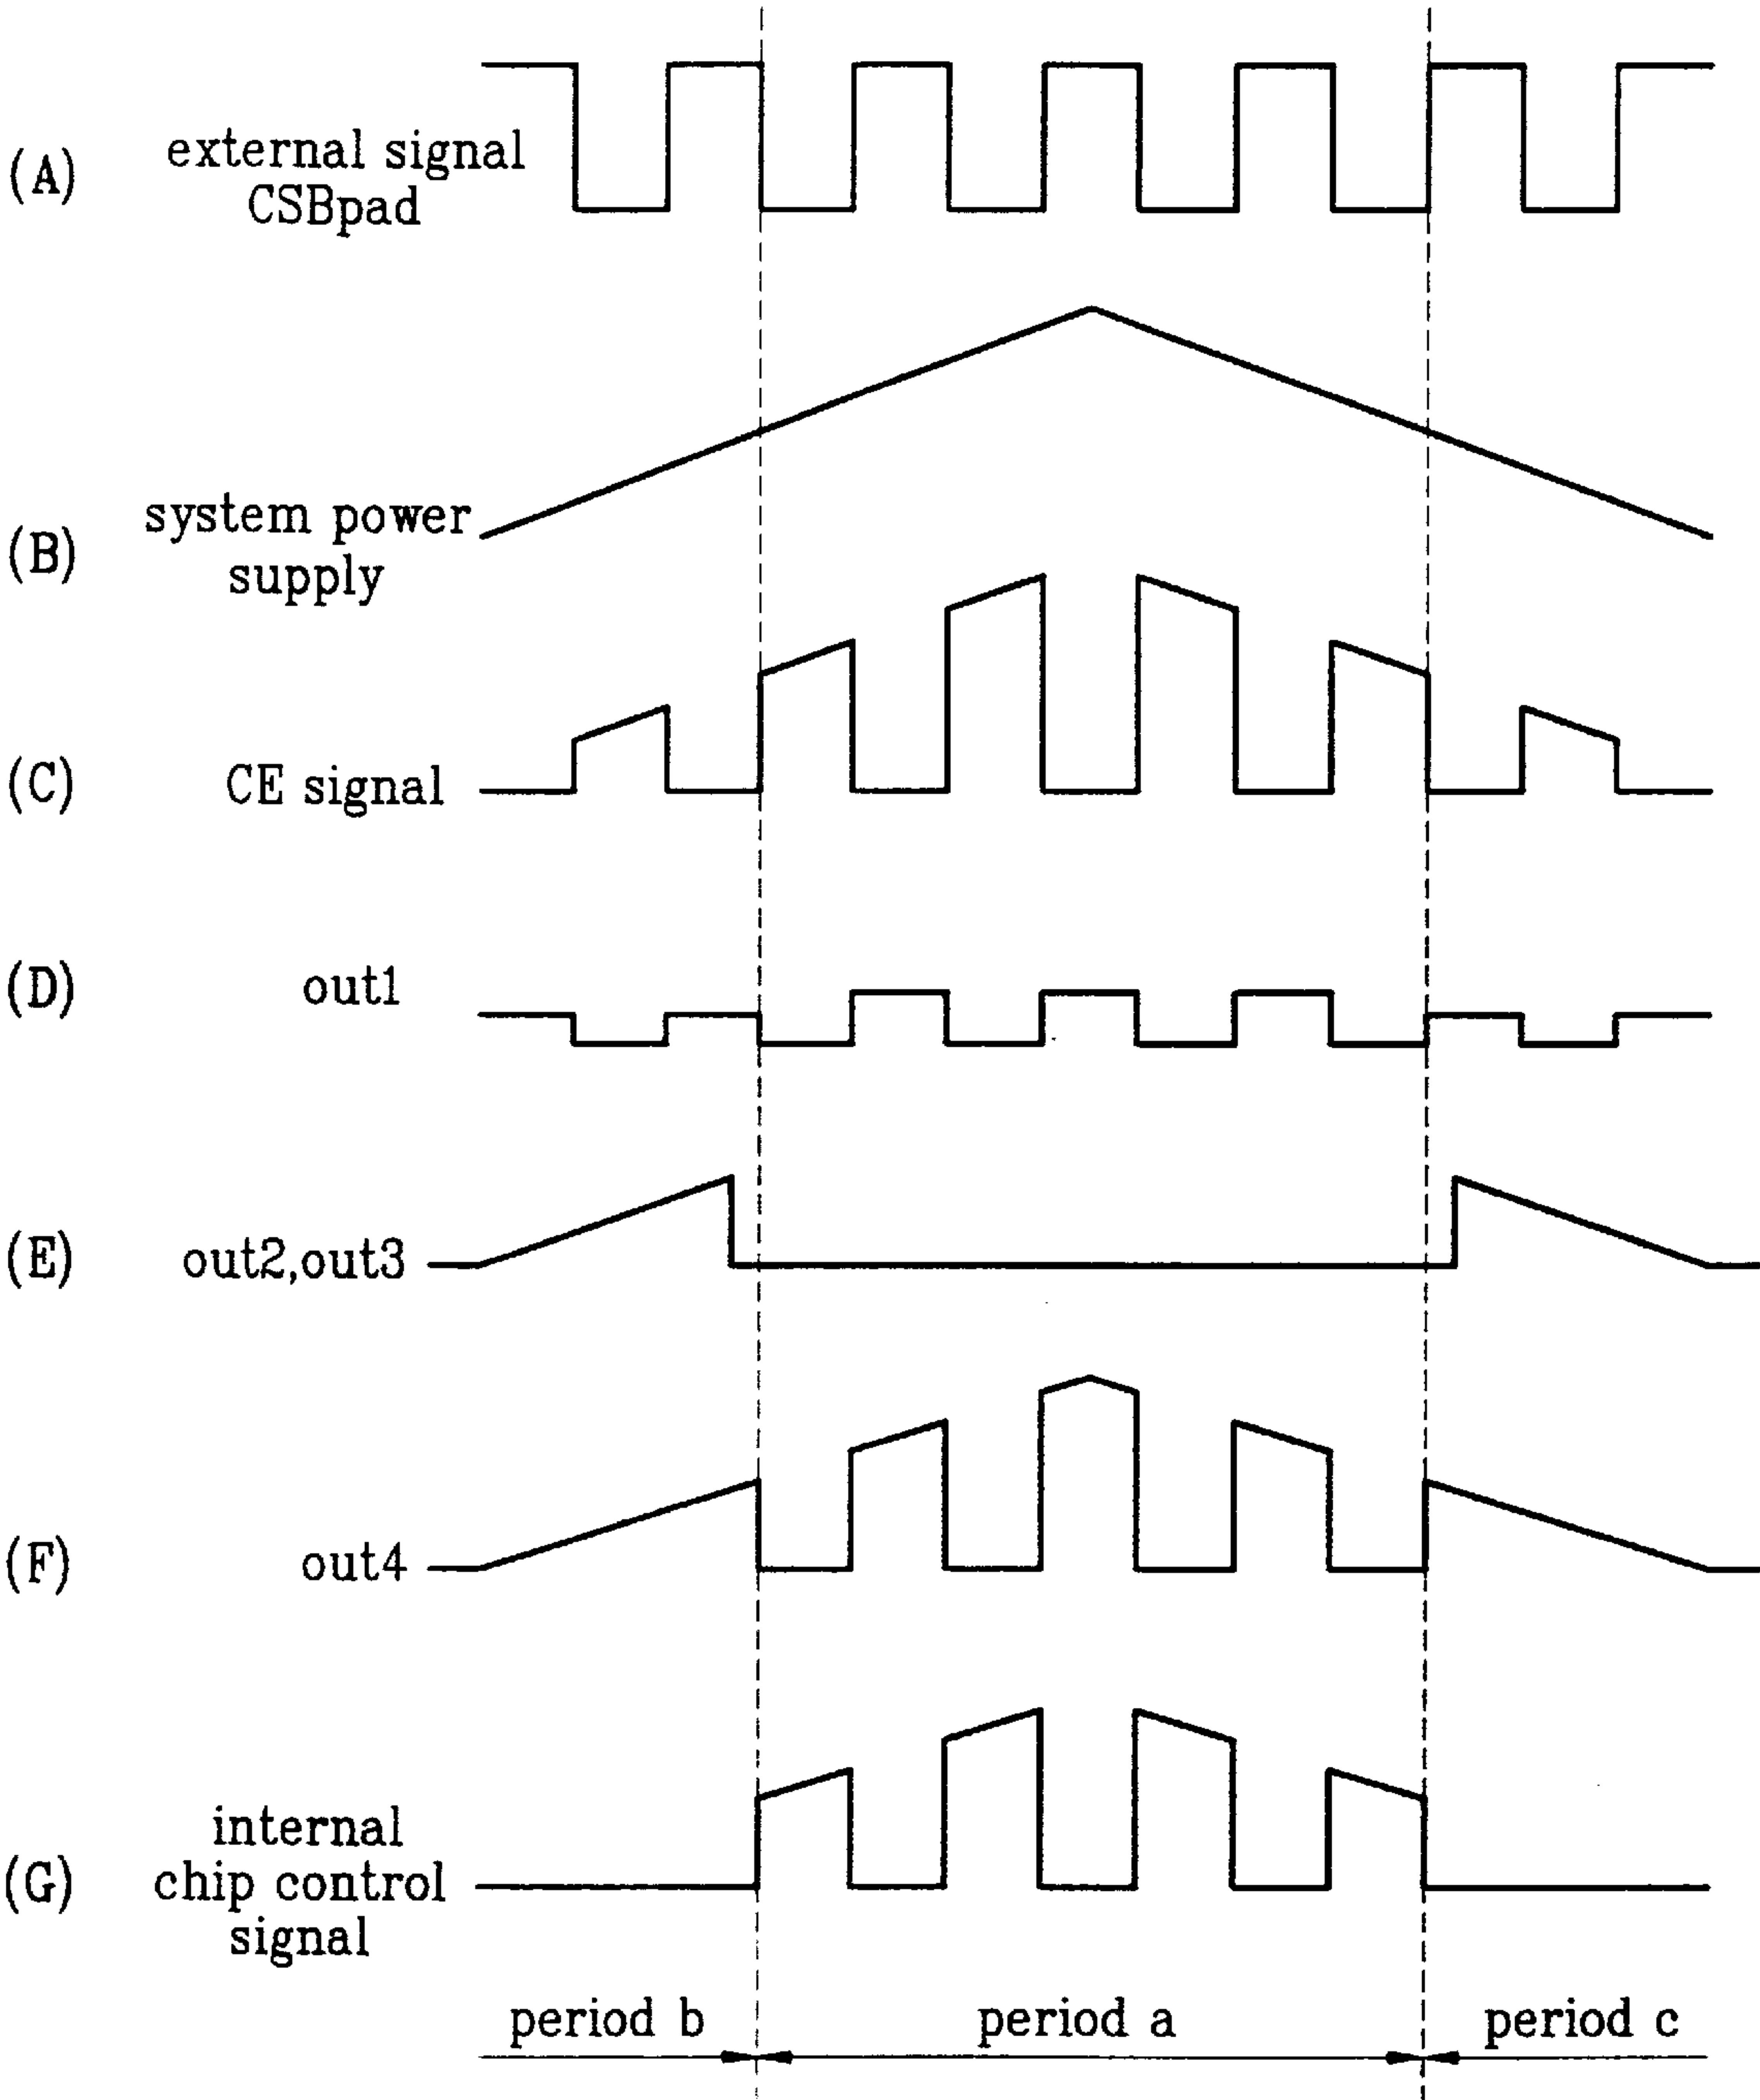 (A) external signal
CSBpad
(B) system power
supply
(C) CE signal
(D) out1
(E) out2,out3
(F) out4
(G) internal
chip control
signal
period b period a period c